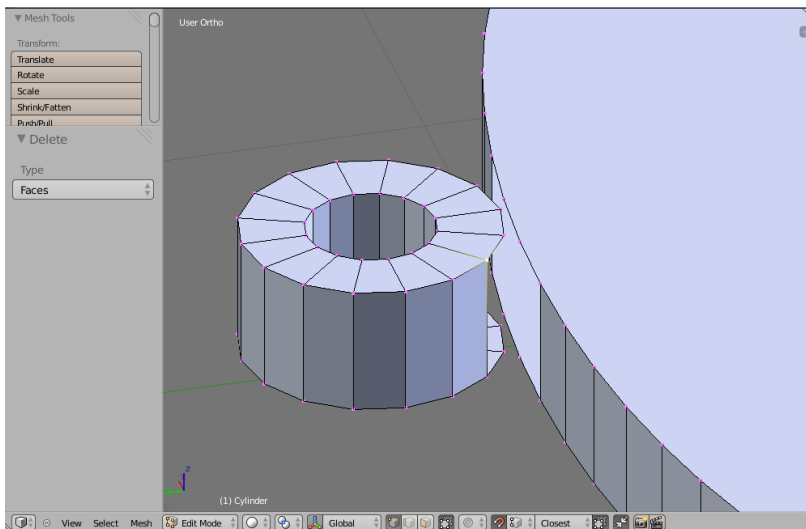 Mesh Tools
Transform:
Translate
Rotate
Scale
Shrink/Fatten
Push/Pull
Delete
Type
Faces
User Ortho
z
(1) Cylinder
View Select Mesh Edit Mode Global Closest